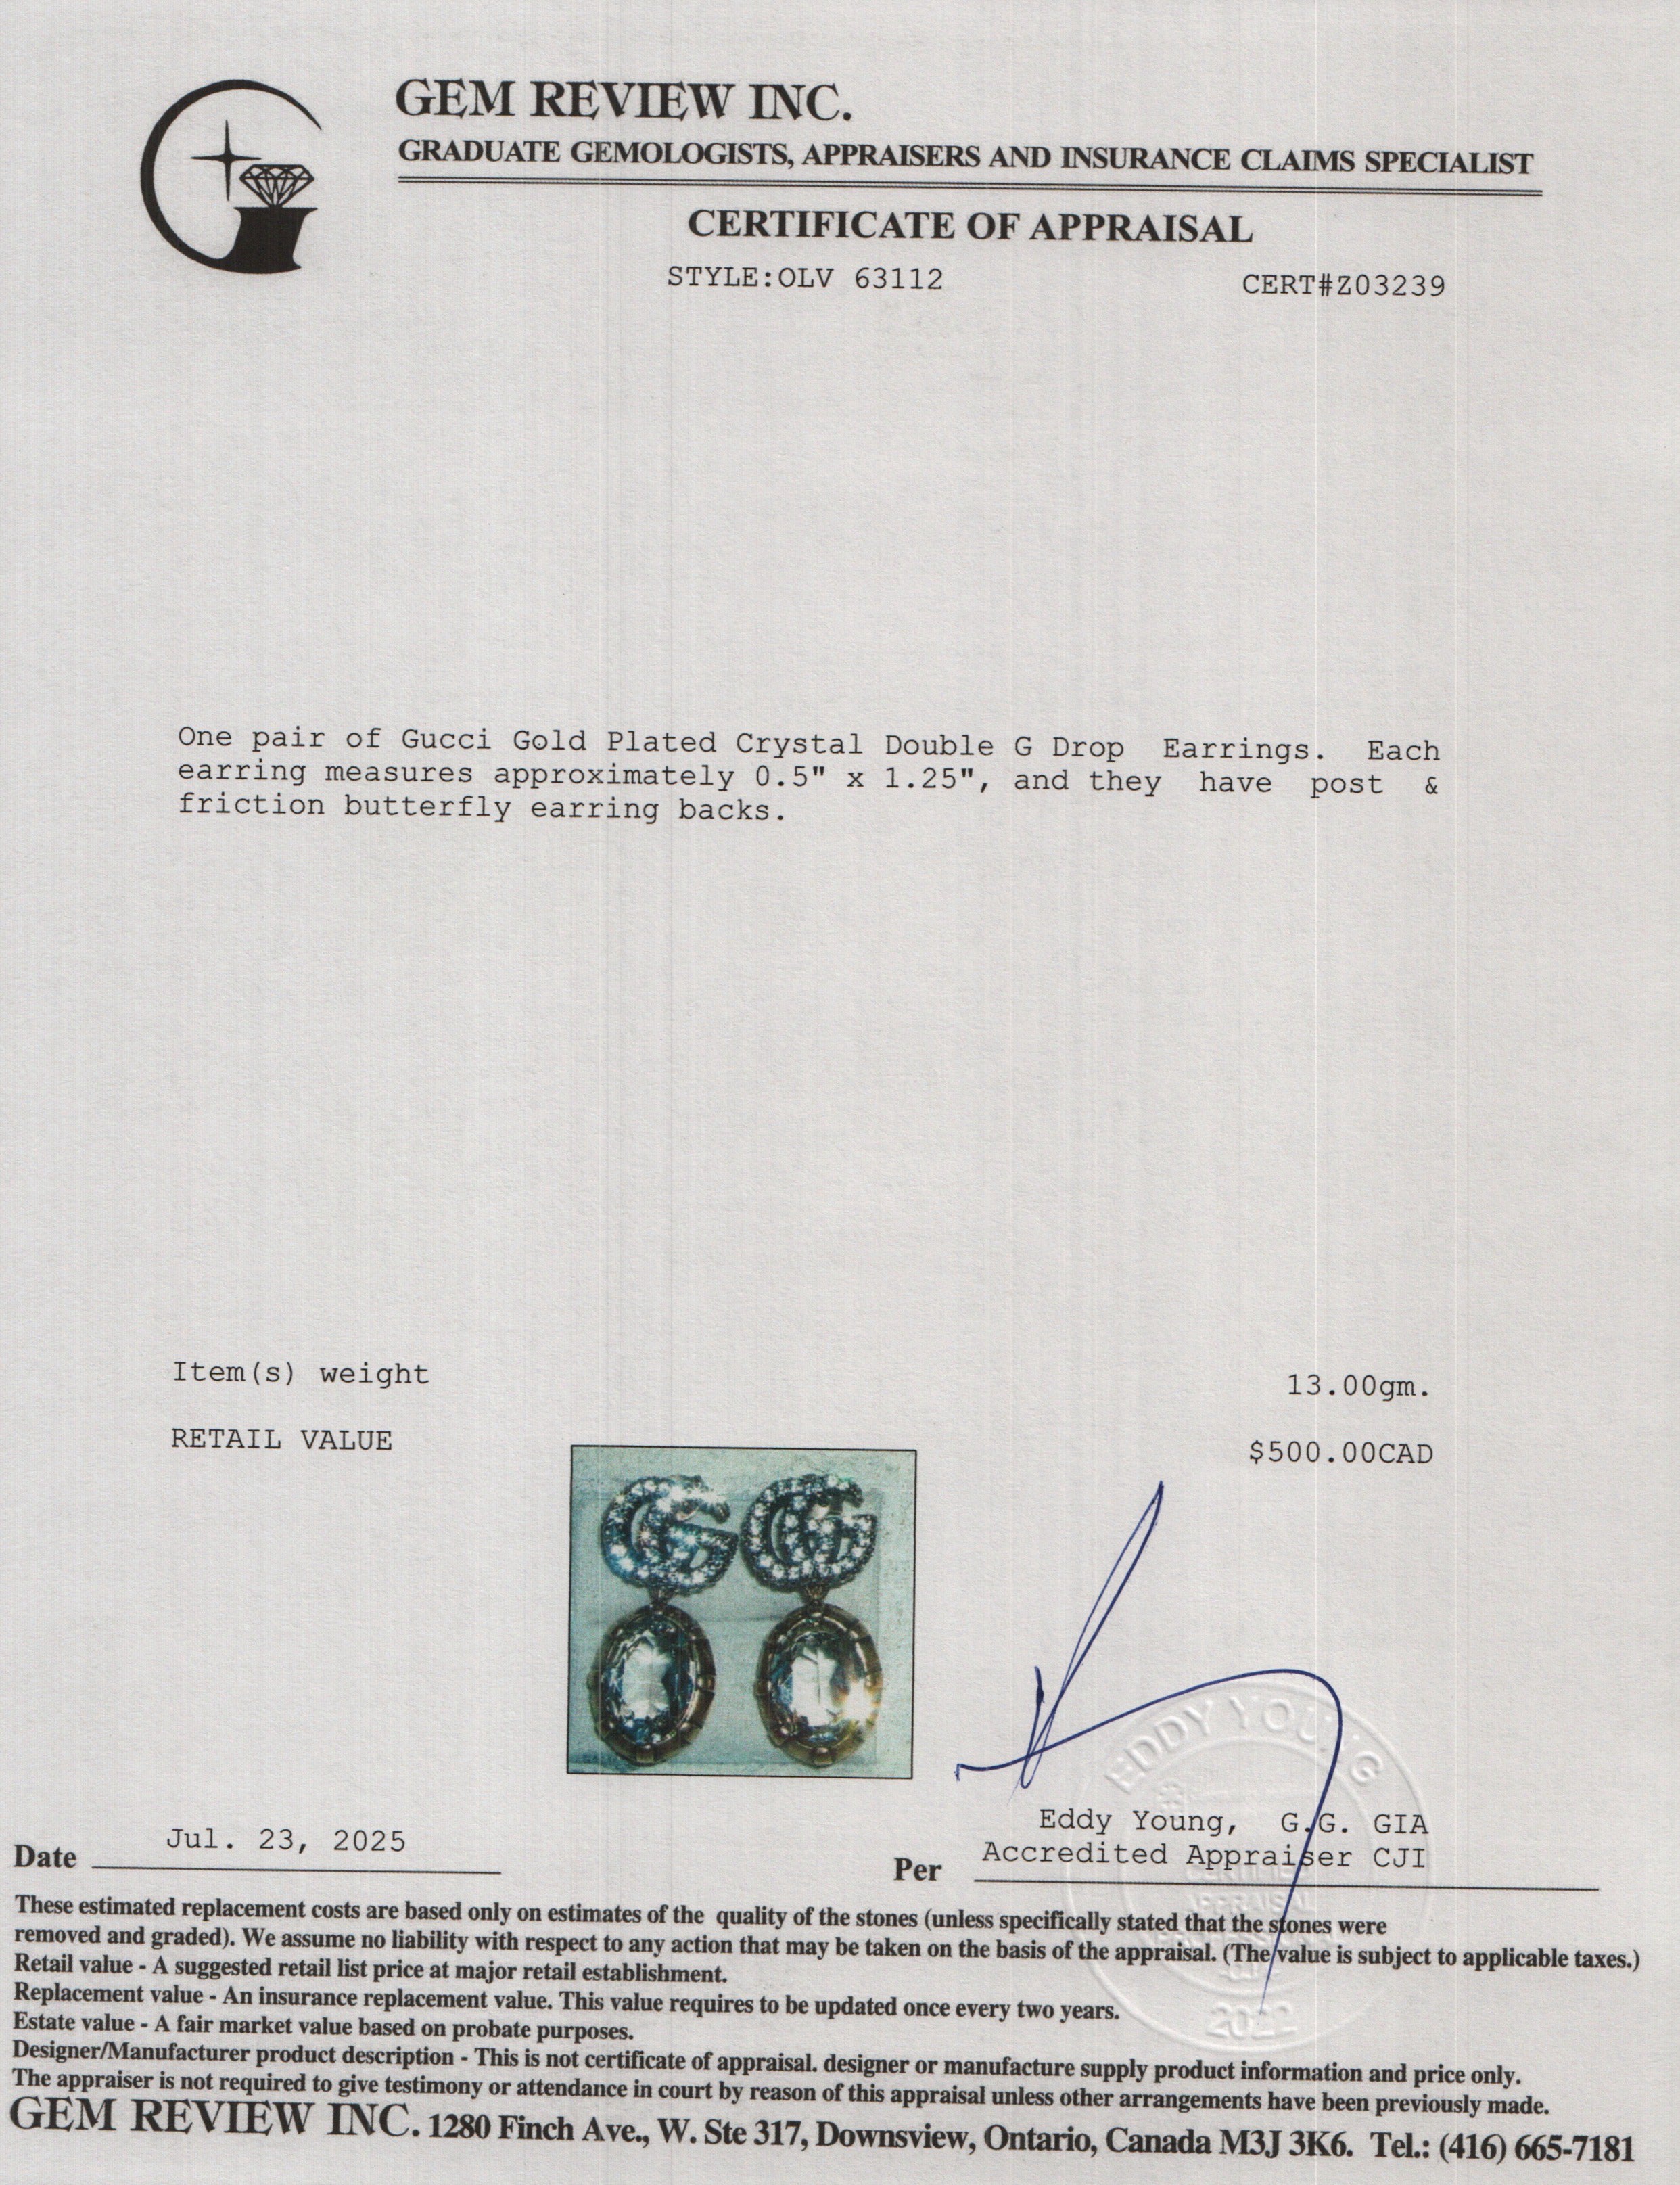 GEM REVIEW INC.
GRADUATE GEMOLOGISTS, APPRAISERS AND INSURANCE CLAIMS SPECIALIST
CERTIFICATE OF APPRAISAL
STYLE:OLV 63112 CERT#Z03239
One pair of Gucci Gold Plated Crystal Double G Drop Earrings. Each
earring measures approximately 0.5" x 1.25", and they have post &
friction butterfly earring backs.
Item(s) weight 13.00gm.
RETAIL VALUE $500.00CAD
EDDY YOUNG
Eddy Young, G.G. GIA
Accredited Appraiser CJI
Date Jul. 23, 2025
Per
2022
These estimated replacement costs are based only on estimates of the quality of the stones (unless specifically stated that the stones were
removed and graded). We assume no liability with respect to any action that may be taken on the basis of the appraisal. (The value is subject to applicable taxes.)
Retail value - A suggested retail list price at major retail establishment.
Replacement value - An insurance replacement value. This value requires to be updated once every two years.
Estate value - A fair market value based on probate purposes.
Designer/Manufacturer product description - This is not certificate of appraisal. designer or manufacture supply product information and price only.
The appraiser is not required to give testimony or attendance in court by reason of this appraisal unless other arrangements have been previously made.
GEM REVIEW INC. 1280 Finch Ave., W. Ste 317, Downsview, Ontario, Canada M3J 3K6. Tel.: (416) 665-7181